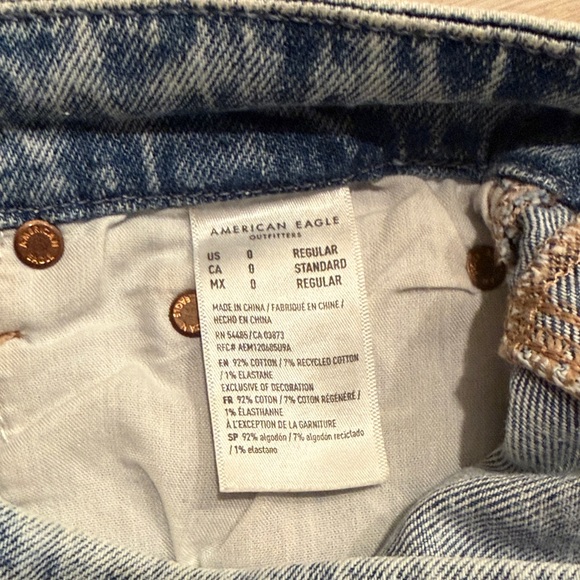 AMERICAN EAGLE
OUTFITTERS
US 0 REGULAR
CA 0 STANDARD
MX 0 REGULAR
MADE IN CHINA / FABRIQUÉ EN CHINE /
HECHO EN CHINA
RN 54485 / CA 03873
RFC# AEM120685U9A
EN 92% COTTON / 7% RECYCLED COTTON
/ 1% ELASTANE
EXCLUSIVE OF DECORATION
FR 92% COTON / 7% COTON RÉGÉNÉRÉ /
1% ÉLASTHANNE
À L'EXCEPTION DE LA GARNITURE
SP 92% algodón / 7% algodón reciclado
/ 1% elastano
AMERICAN
EAGLE